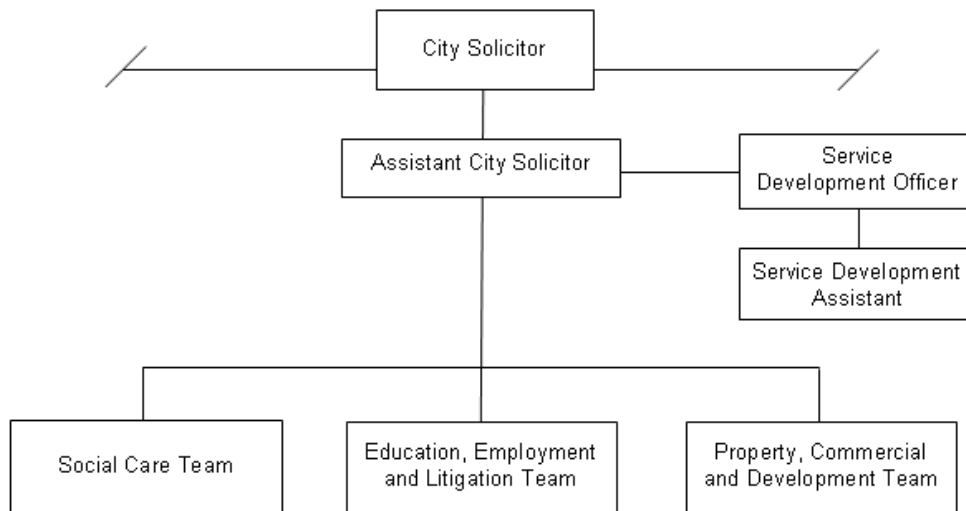 City Solicitor
Assistant City Solicitor
Service
Development Officer
Service Development
Assistant
Social Care Team
Education, Employment
and Litigation Team
Property, Commercial
and Development Team